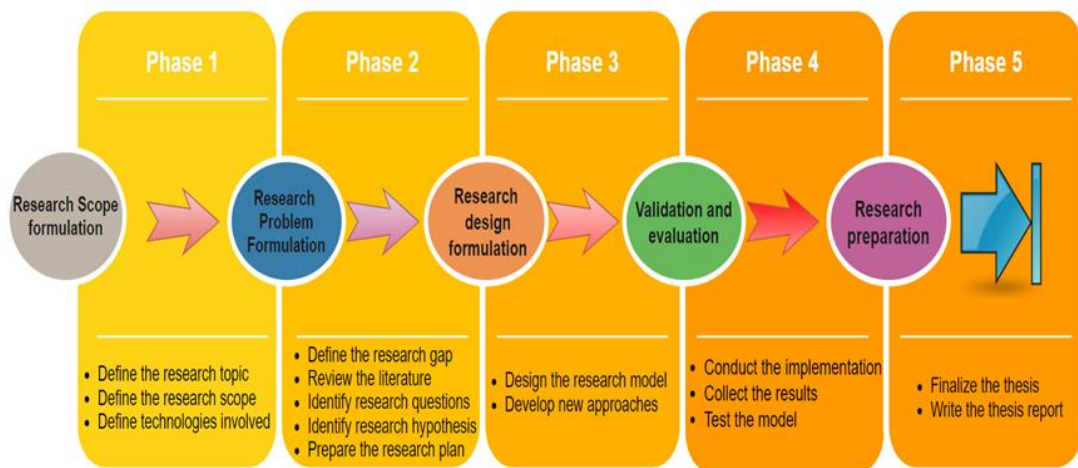 Phase 1
Phase 2
Phase 3
Phase 4
Phase 5
Research Scope
formulation
Research
Problem
Formulation
Research
design
formulation
Validation and
evaluation
Research
preparation
• Define the research topic
• Define the research scope
• Define technologies involved
• Define the research gap
• Review the literature
• Identify research questions
• Identify research hypothesis
• Prepare the research plan
• Design the research model
• Develop new approaches
• Conduct the implementation
• Collect the results
• Test the model
• Finalize the thesis
• Write the thesis report